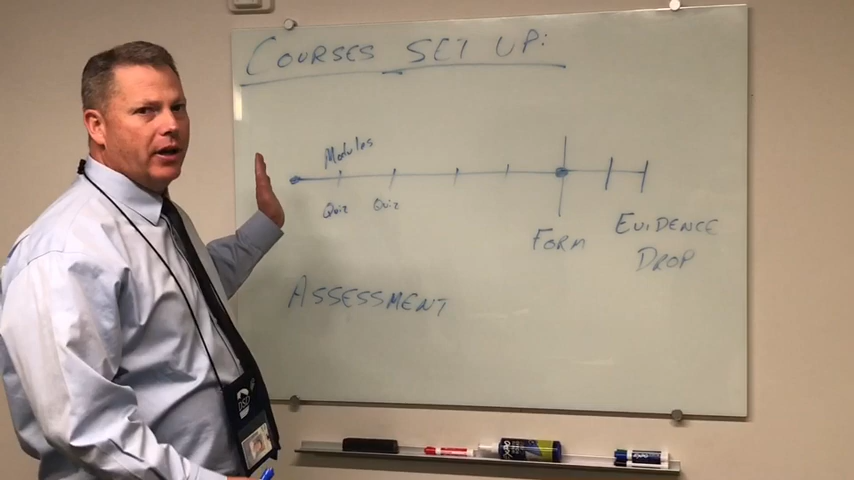 COURSES SET UP:
Modules
Quiz Quiz
FORM
EVIDENCE
DROP
ASSESSMENT